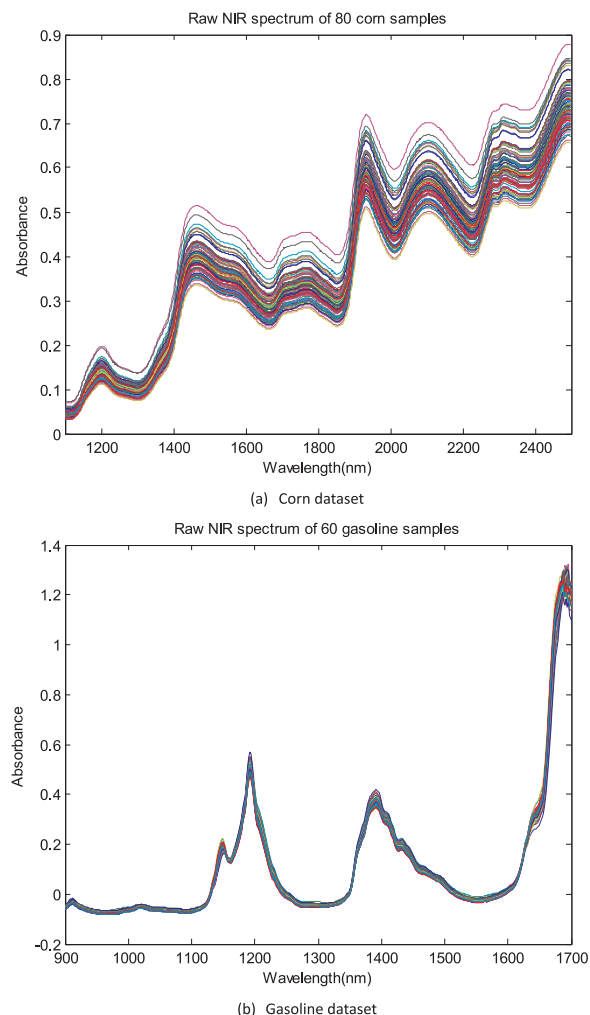 Raw NIR spectrum of 80 corn samples
0.9
0.8
0.7
0.6
0.5
0.4
0.3
0.2
0.1
0
Absorbance
1200 1400 1600 1800 2000 2200 2400
Wavelength(nm)
(a) Corn dataset
Raw NIR spectrum of 60 gasoline samples
1.4
1.2
1
0.8
0.6
0.4
0.2
0
-0.2
Absorbance
900 1000 1100 1200 1300 1400 1500 1600 1700
Wavelength(nm)
(b) Gasoline dataset